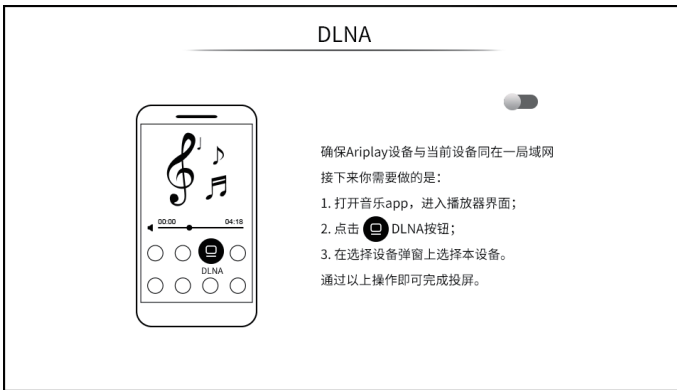 DLNA
确保Ariplay设备与当前设备同在一局域网
接下来你需要做的是：
1. 打开音乐app，进入播放器界面；
2. 点击 DLNA按钮；
3. 在选择设备弹窗上选择本设备。
通过以上操作即可完成投屏。
00:00 04:18
DLNA